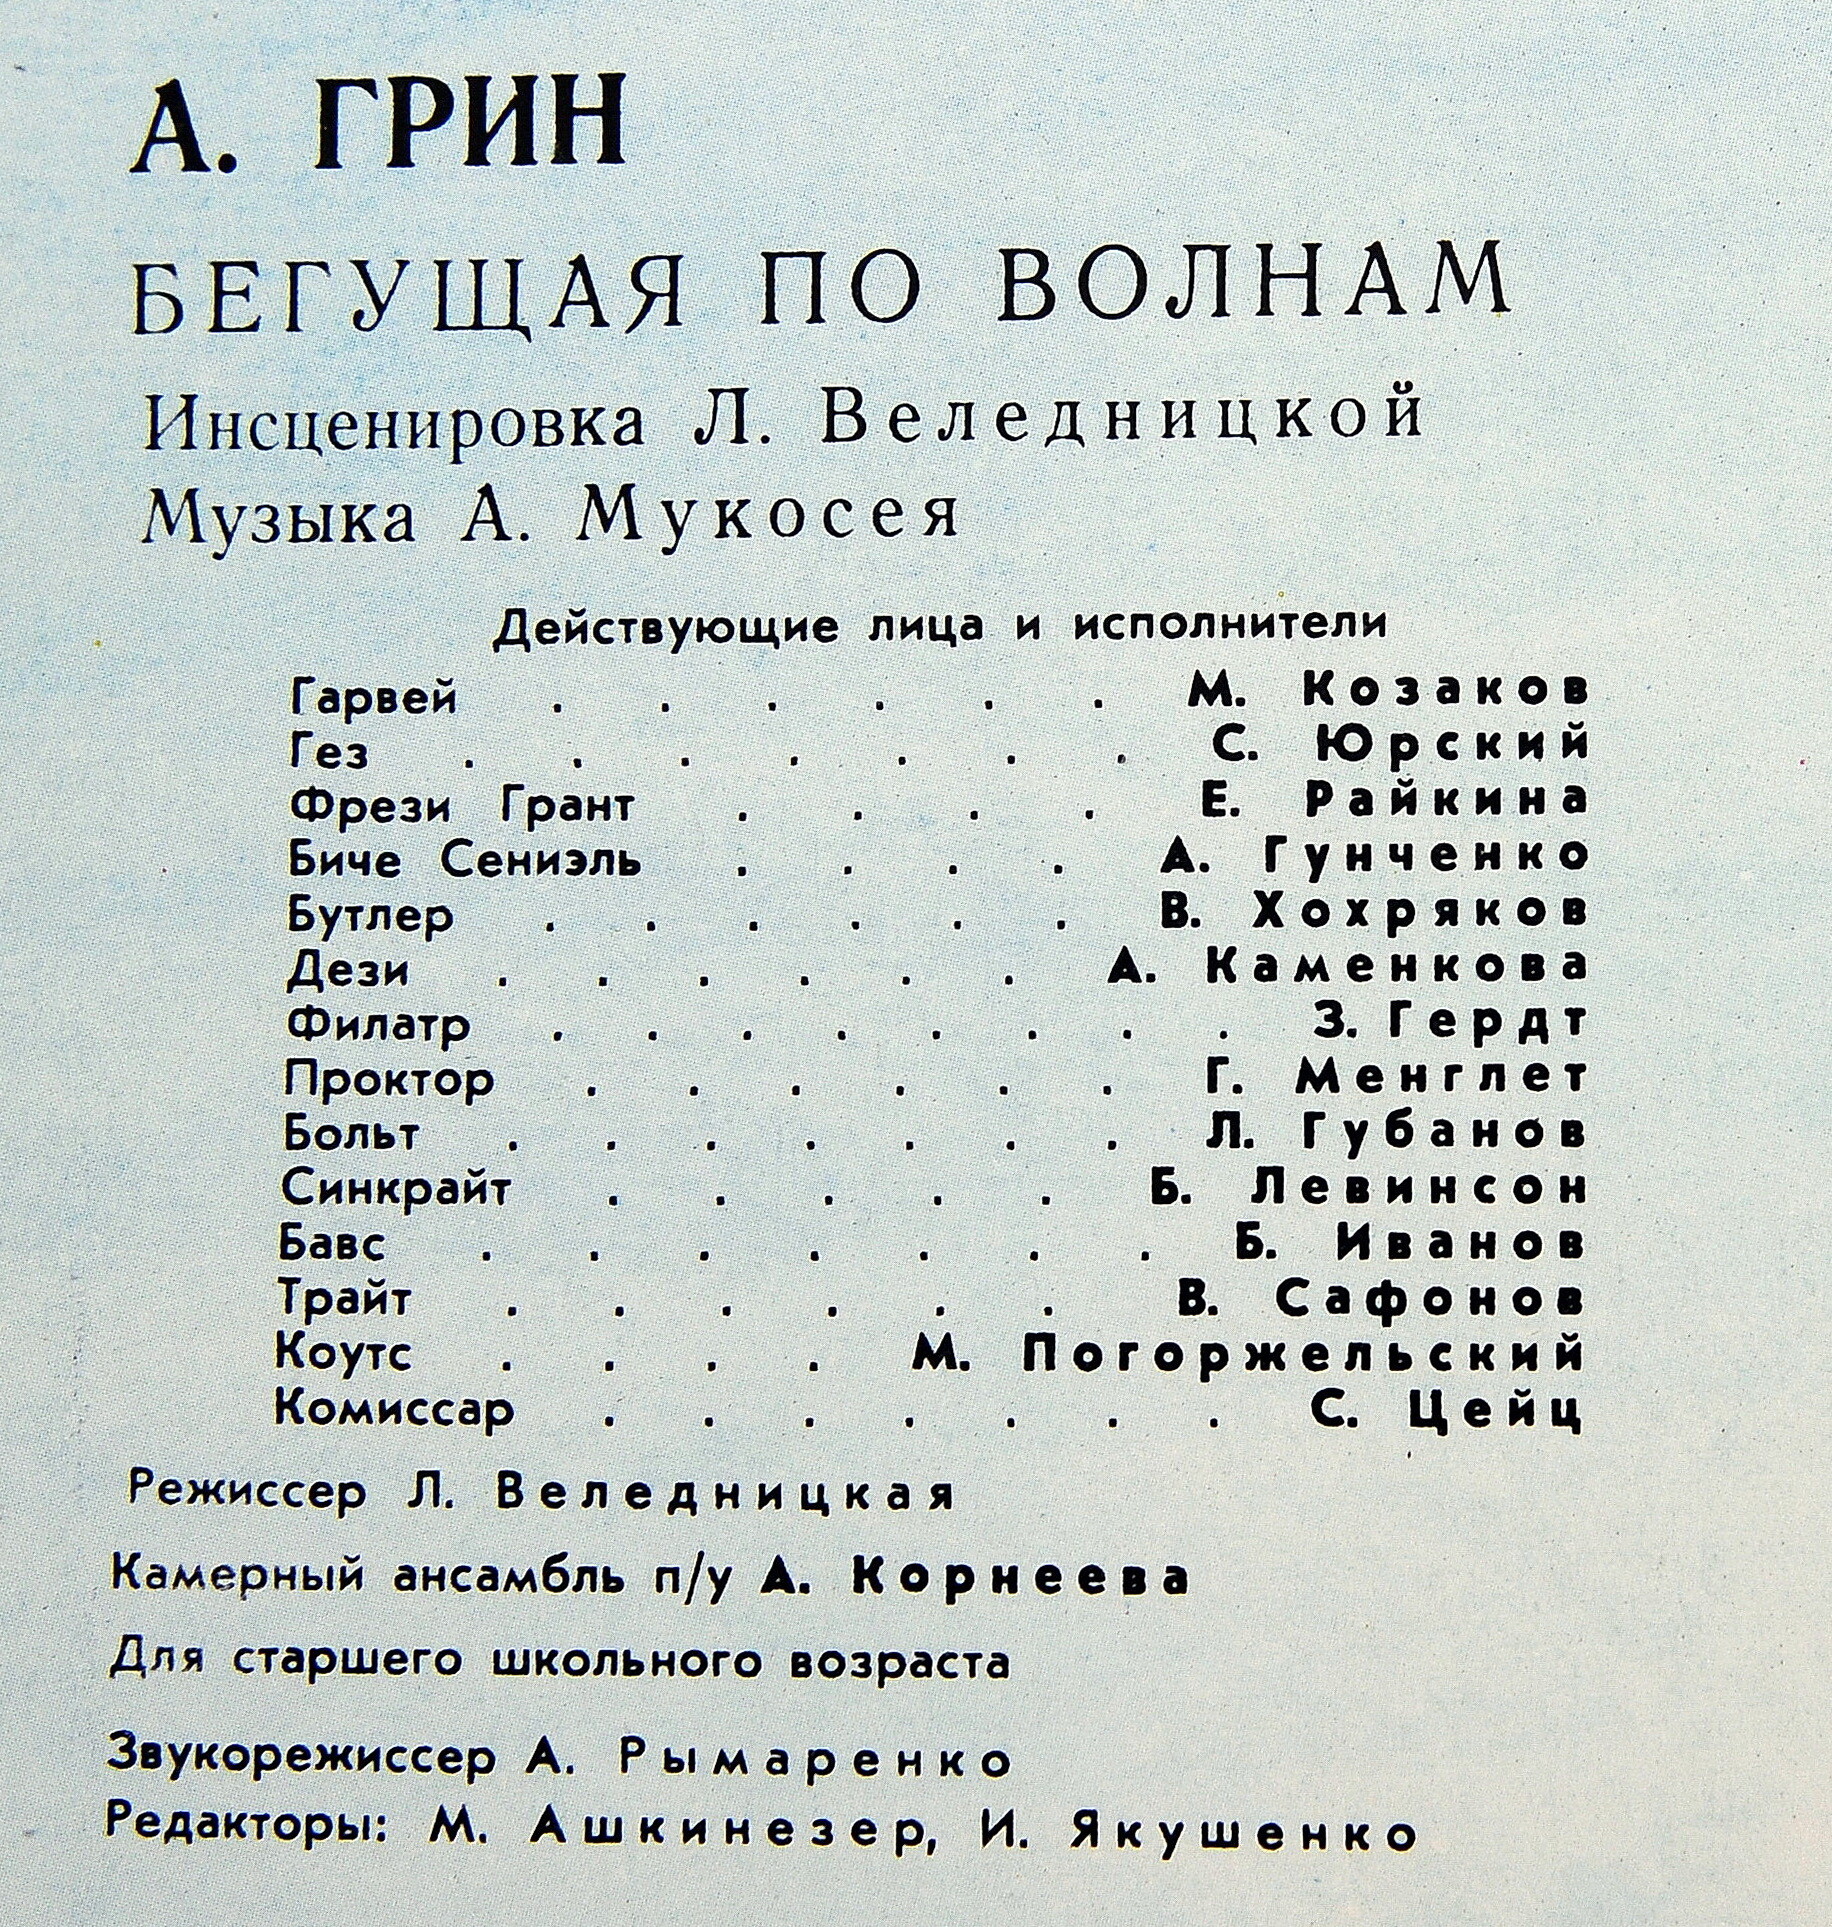 А. ГРИН
БЕГУЩАЯ ПО ВОЛНАМ
Инсценировка Л. Веледницкой
Музыка А. Мукосея
Действующие лица и исполнители
Гарвей . . . . . . М. Козаков
Гез . . . . . . . С. Юрский
Фрези Грант . . . . Е. Райкина
Биче Сениэль . . . . А. Гунченко
Бутлер . . . . . . В. Хохряков
Дези . . . . . . А. Каменкова
Филатр . . . . . . . . З. Гердт
Проктор . . . . . . Г. Менглет
Больт . . . . . . . Л. Губанов
Синкрайт . . . . . Б. Левинсон
Бавс . . . . . . . Б. Иванов
Трайт . . . . . . В. Сафонов
Коутс . . . . М. Погоржельский
Комиссар . . . . . . . С. Цейц
Режиссер Л. Веледницкая
Камерный ансамбль п/у А. Корнеева
Для старшего школьного возраста
Звукорежиссер А. Рымаренко
Редакторы: М. Ашкинезер, И. Якушенко